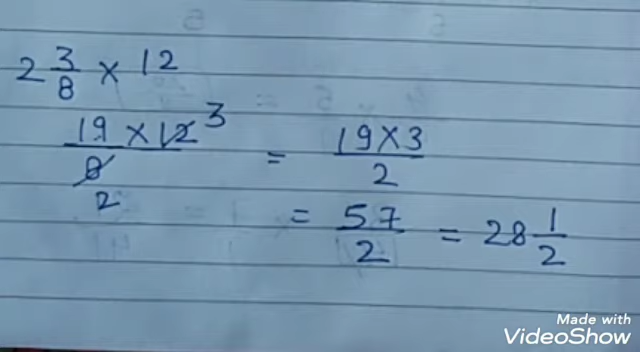 2 3/8 × 12
19 × 12 3 / 8 2 = 19 × 3 / 2
= 57/2 = 28 1/2
Made with
VideoShow